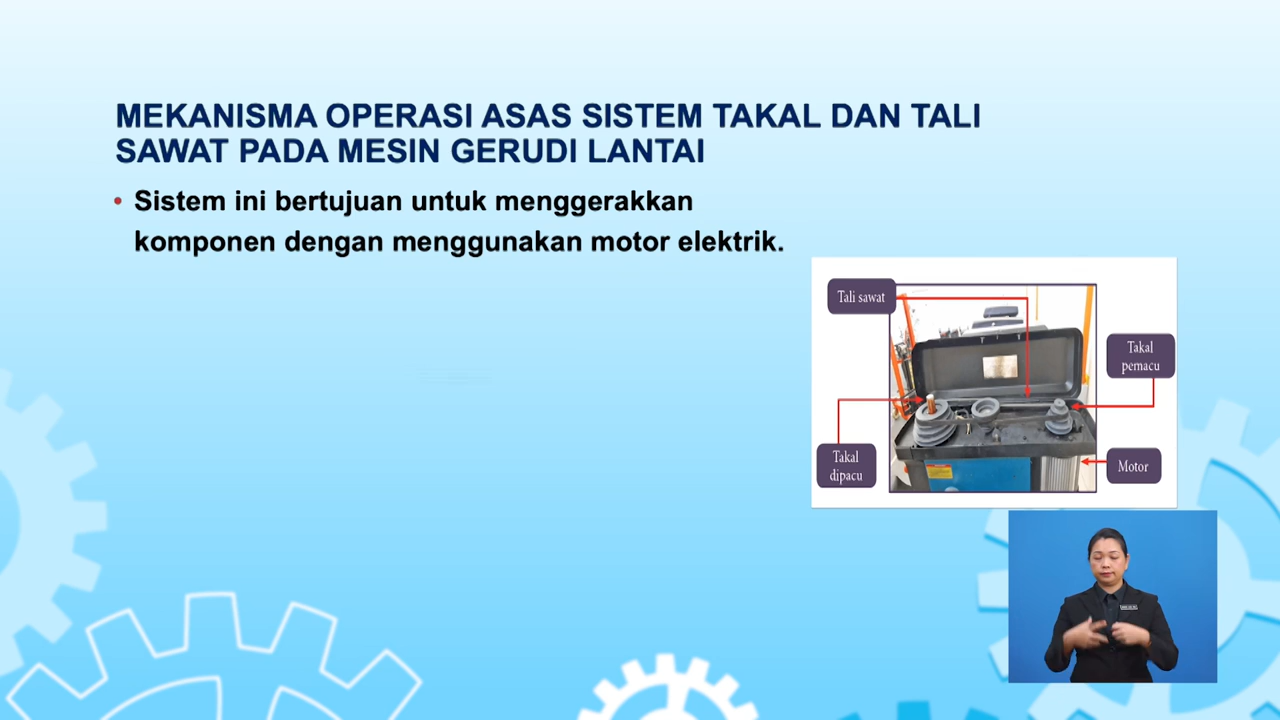 MEKANISMA OPERASI ASAS SISTEM TAKAL DAN TALI
SAWAT PADA MESIN GERUDI LANTAI
• Sistem ini bertujuan untuk menggerakkan
komponen dengan menggunakan motor elektrik.
Tali sawat
Takal
pemacu
Takal
dipacu
Motor